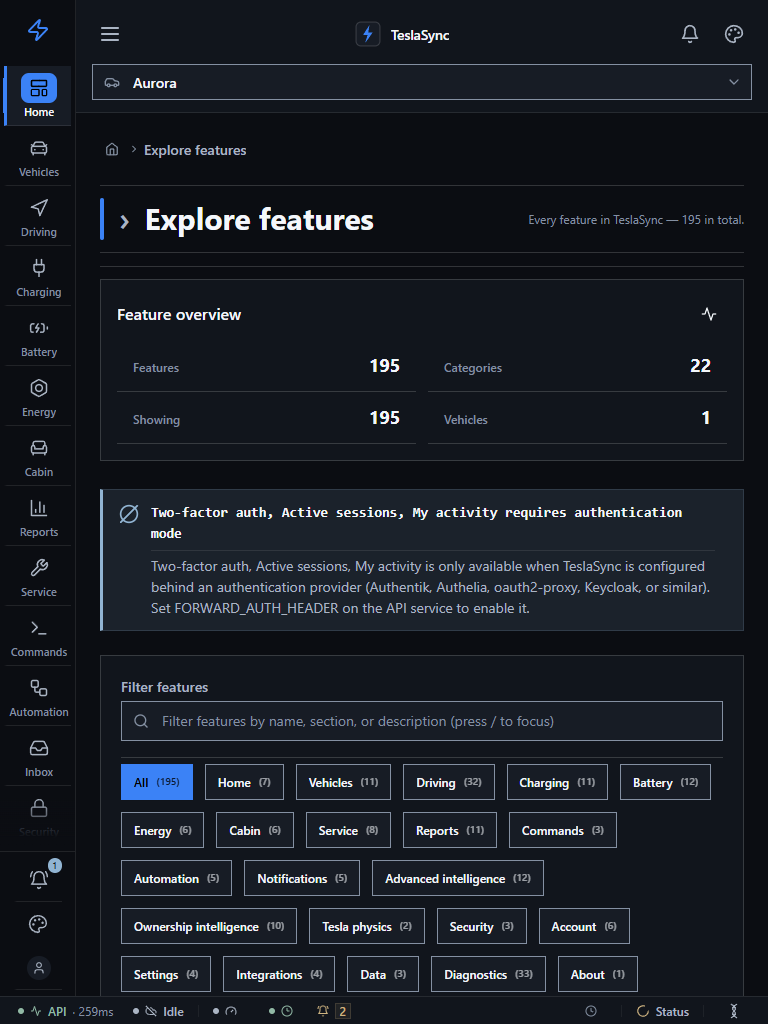 TeslaSync
Aurora
Home
Vehicles
Driving
Charging
Battery
Energy
Cabin
Reports
Service
Commands
Automation
Inbox
Security
1
Explore features
Explore features
Every feature in TeslaSync — 195 in total.
Feature overview
Features 195
Categories 22
Showing 195
Vehicles 1
Two-factor auth, Active sessions, My activity requires authentication
mode
Two-factor auth, Active sessions, My activity is only available when TeslaSync is configured
behind an authentication provider (Authentik, Authelia, oauth2-proxy, Keycloak, or similar).
Set FORWARD_AUTH_HEADER on the API service to enable it.
Filter features
Filter features by name, section, or description (press / to focus)
All (195) Home (7) Vehicles (11) Driving (32) Charging (11) Battery (12)
Energy (6) Cabin (6) Service (8) Reports (11) Commands (3)
Automation (5) Notifications (5) Advanced intelligence (12)
Ownership intelligence (10) Tesla physics (2) Security (3) Account (6)
Settings (4) Integrations (4) Data (3) Diagnostics (33) About (1)
API · 259ms Idle 2 Status